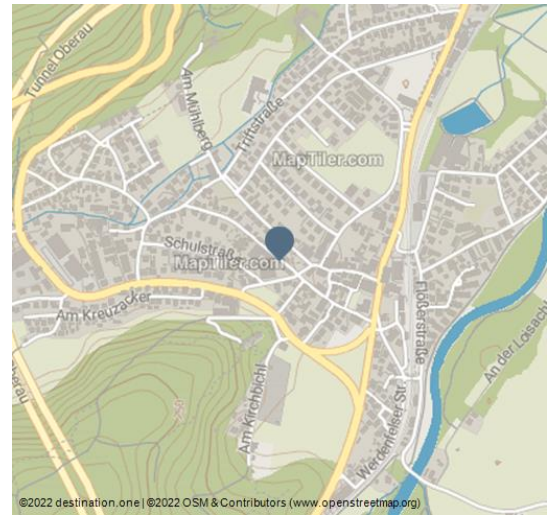 Tunnel Oberau
Am Mühlberg
Triftstraße
MapTiler.com
Schulstraße
MapTiler.com
Am Kreuzacker
Flößerstraße
An der Loisach
Oberau
Am Kirchbichl
Werdenfelser Str.
©2022 destination.one | ©2022 OSM & Contributors (www.openstreetmap.org)